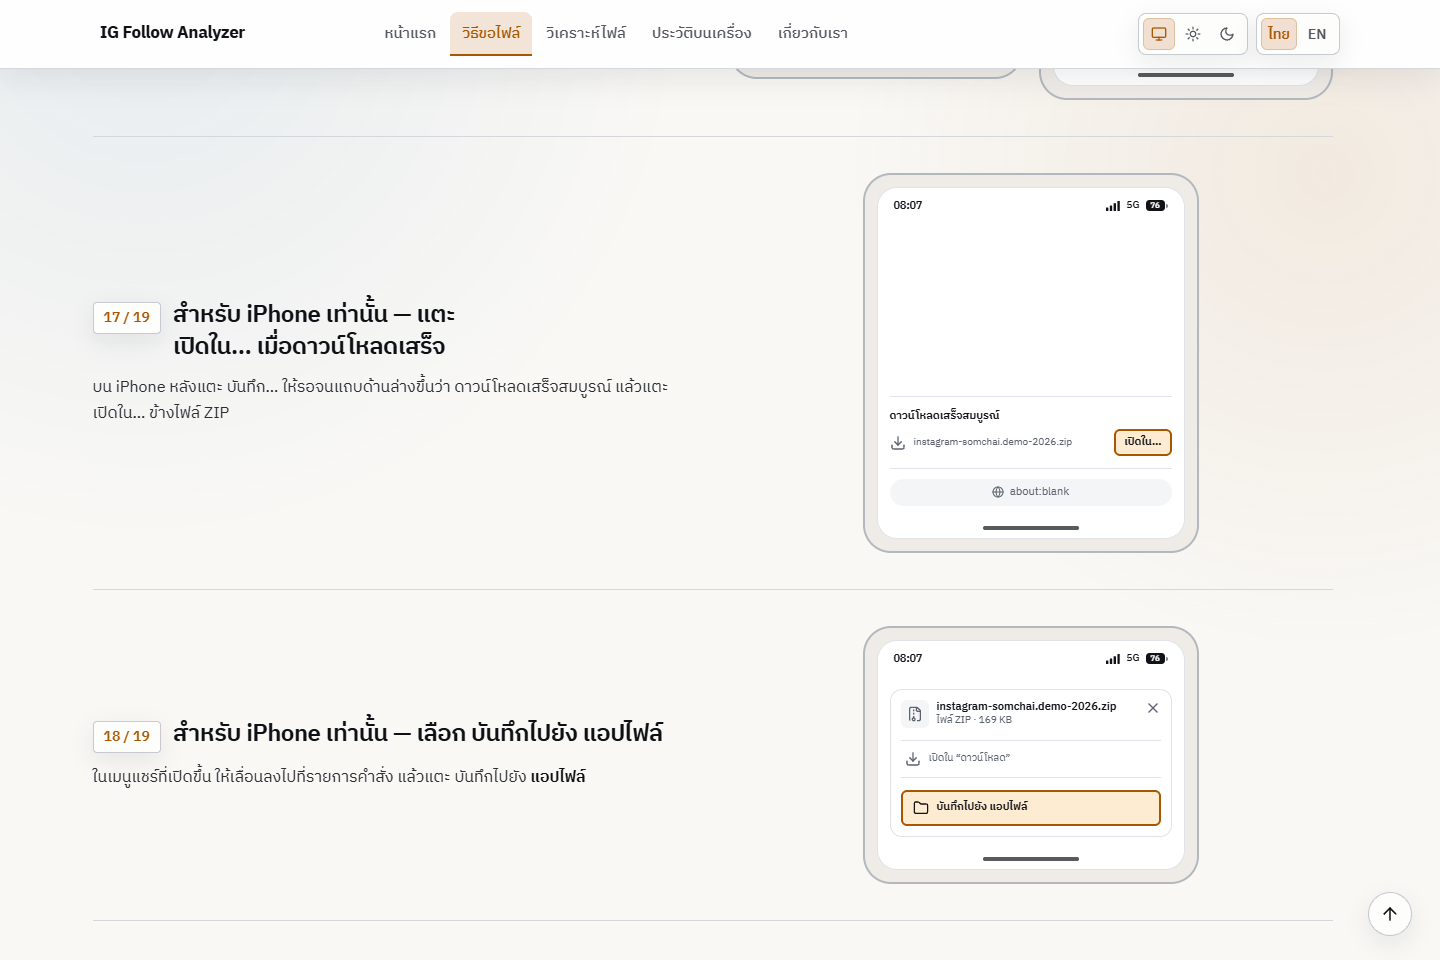 IG Follow Analyzer
หน้าแรก
วิธีขอไฟล์
วิเคราะห์ไฟล์
ประวัติบนเครื่อง
เกี่ยวกับเรา
ไทย
EN
17 / 19
สำหรับ iPhone เท่านั้น — แตะ
เปิดใน... เมื่อดาวน์โหลดเสร็จ
บน iPhone หลังแตะ บันทึก... ให้รอจนแถบด้านล่างขึ้นว่า ดาวน์โหลดเสร็จสมบูรณ์ แล้วแตะ
เปิดใน... ข้างไฟล์ ZIP
08:07
5G
76
ดาวน์โหลดเสร็จสมบูรณ์
instagram-somchai.demo-2026.zip
เปิดใน...
about:blank
18 / 19
สำหรับ iPhone เท่านั้น — เลือก บันทึกไปยัง แอปไฟล์
ในเมนูแชร์ที่เปิดขึ้น ให้เลื่อนลงไปที่รายการคำสั่ง แล้วแตะ บันทึกไปยัง แอปไฟล์
08:07
5G
76
instagram-somchai.demo-2026.zip
ไฟล์ ZIP · 169 KB
เปิดใน “ดาวน์โหลด”
บันทึกไปยัง แอปไฟล์